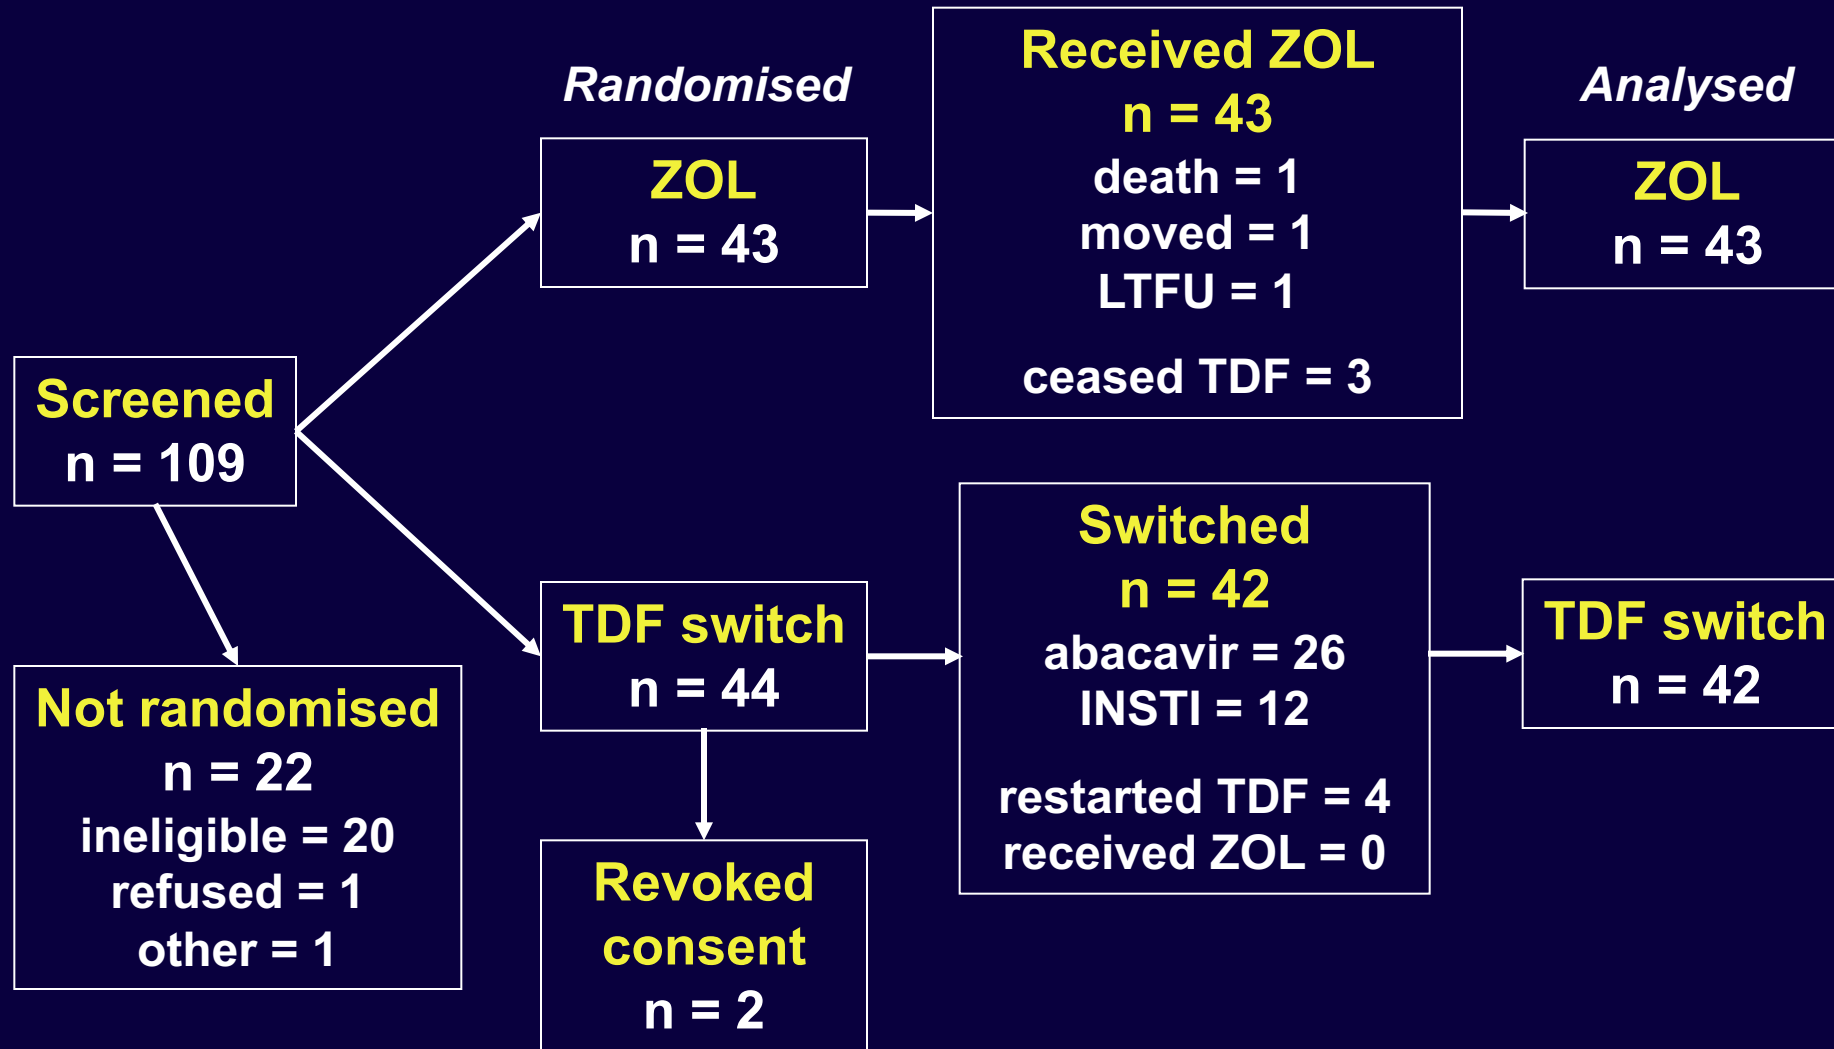 Randomised
Analysed
Screened
n = 109
Not randomised
n = 22
ineligible = 20
refused = 1
other = 1
ZOL
n = 43
Received ZOL
n = 43
death = 1
moved = 1
LTFU = 1
ceased TDF = 3
ZOL
n = 43
TDF switch
n = 44
Revoked
consent
n = 2
Switched
n = 42
abacavir = 26
INSTI = 12
restarted TDF = 4
received ZOL = 0
TDF switch
n = 42